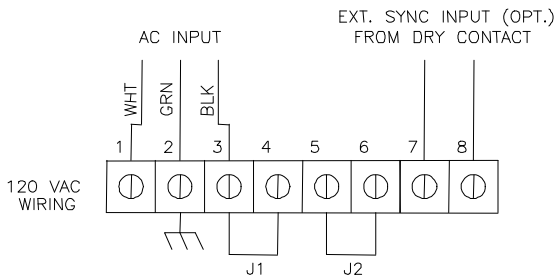 EXT. SYNC INPUT (OPT.)
AC INPUT
FROM DRY CONTACT
WHT
GRN
BLK
1 2 3 4 5 6 7 8
120 VAC
WIRING
J1 J2